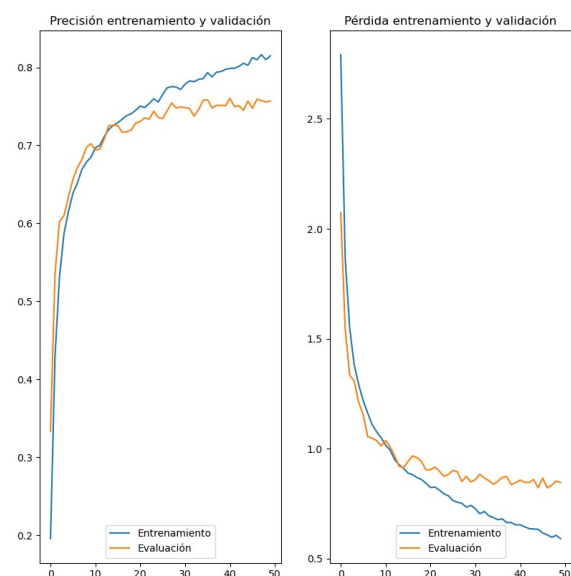 Precisión entrenamiento y validación
0.8
0.7
0.6
0.5
0.4
0.3
0.2
0 10 20 30 40 50
Entrenamiento
Evaluación
Pérdida entrenamiento y validación
2.5
2.0
1.5
1.0
0.5
0 10 20 30 40 50
Entrenamiento
Evaluación